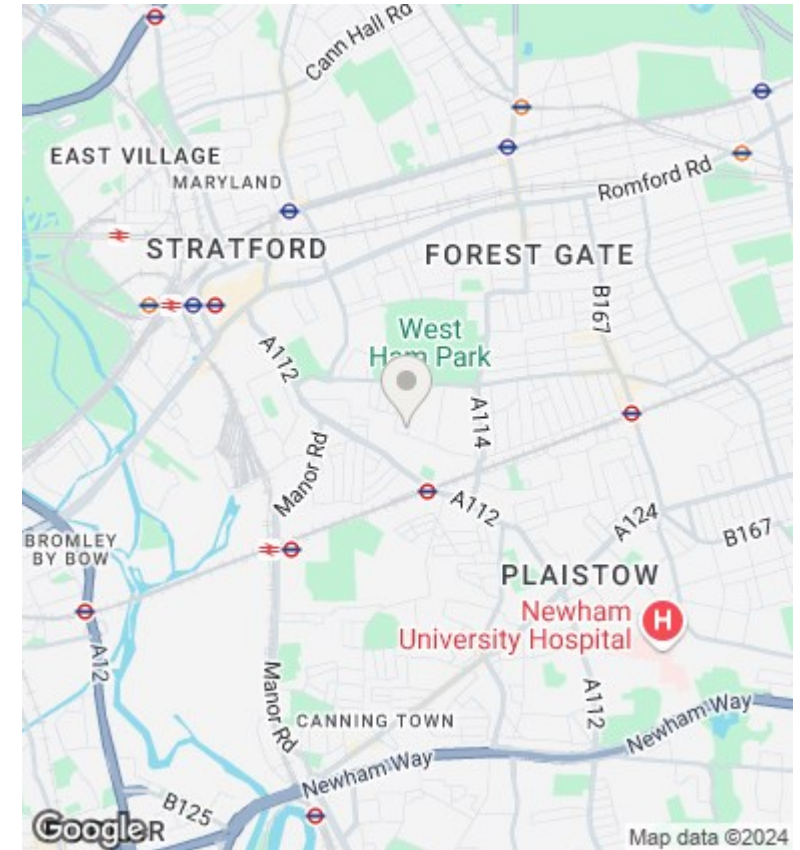 Cann Hall Rd
EAST VILLAGE
MARYLAND
Romford Rd
STRATFORD
FOREST GATE
B167
West
Ham Park
A112
A114
Manor Rd
A112
A124
B167
BROMLEY
BY BOW
PLAISTOW
Newham
University Hospital
H
A12
Manor Rd
A112
CANNING TOWN
Newham Way
Newham Way
B125
Google
R
Map data ©2024